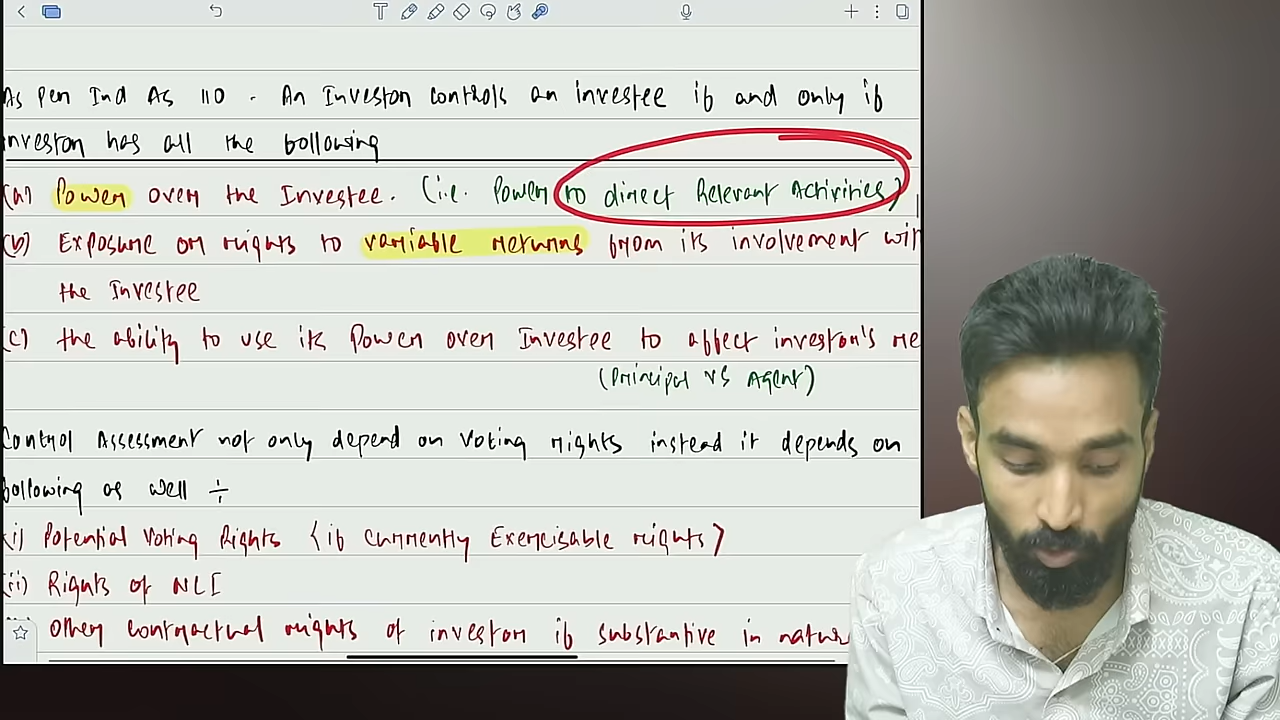 As per Ind As 110 . An Investor controls an investee if and only if
investor has all the following
(a) Power over the Investee. (i.e. Power to direct Relevant Activities)
(b) Exposure or rights to variable returns from its involvement wit
the Investee
(c) the ability to use its Power over Investee to affect investor's re
(Principal vs Agent)
Control Assessment not only depend on voting rights instead it depends on
following as well ÷
(i) Potential Voting Rights {if currently Exercisable rights}
(ii) Rights of NCI
other contractual rights of investor if substantive in natur